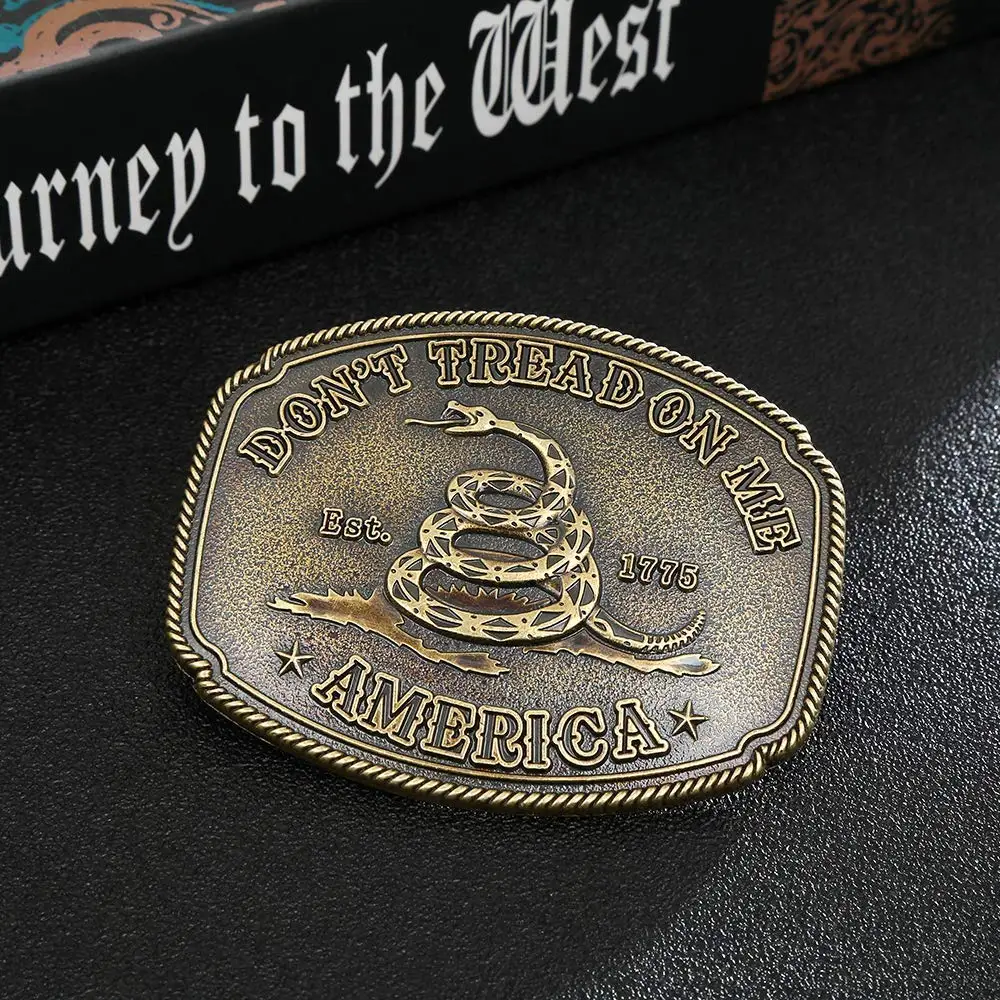 urney to the West
DON'T TREAD ON ME
Est. 1775
AMERICA